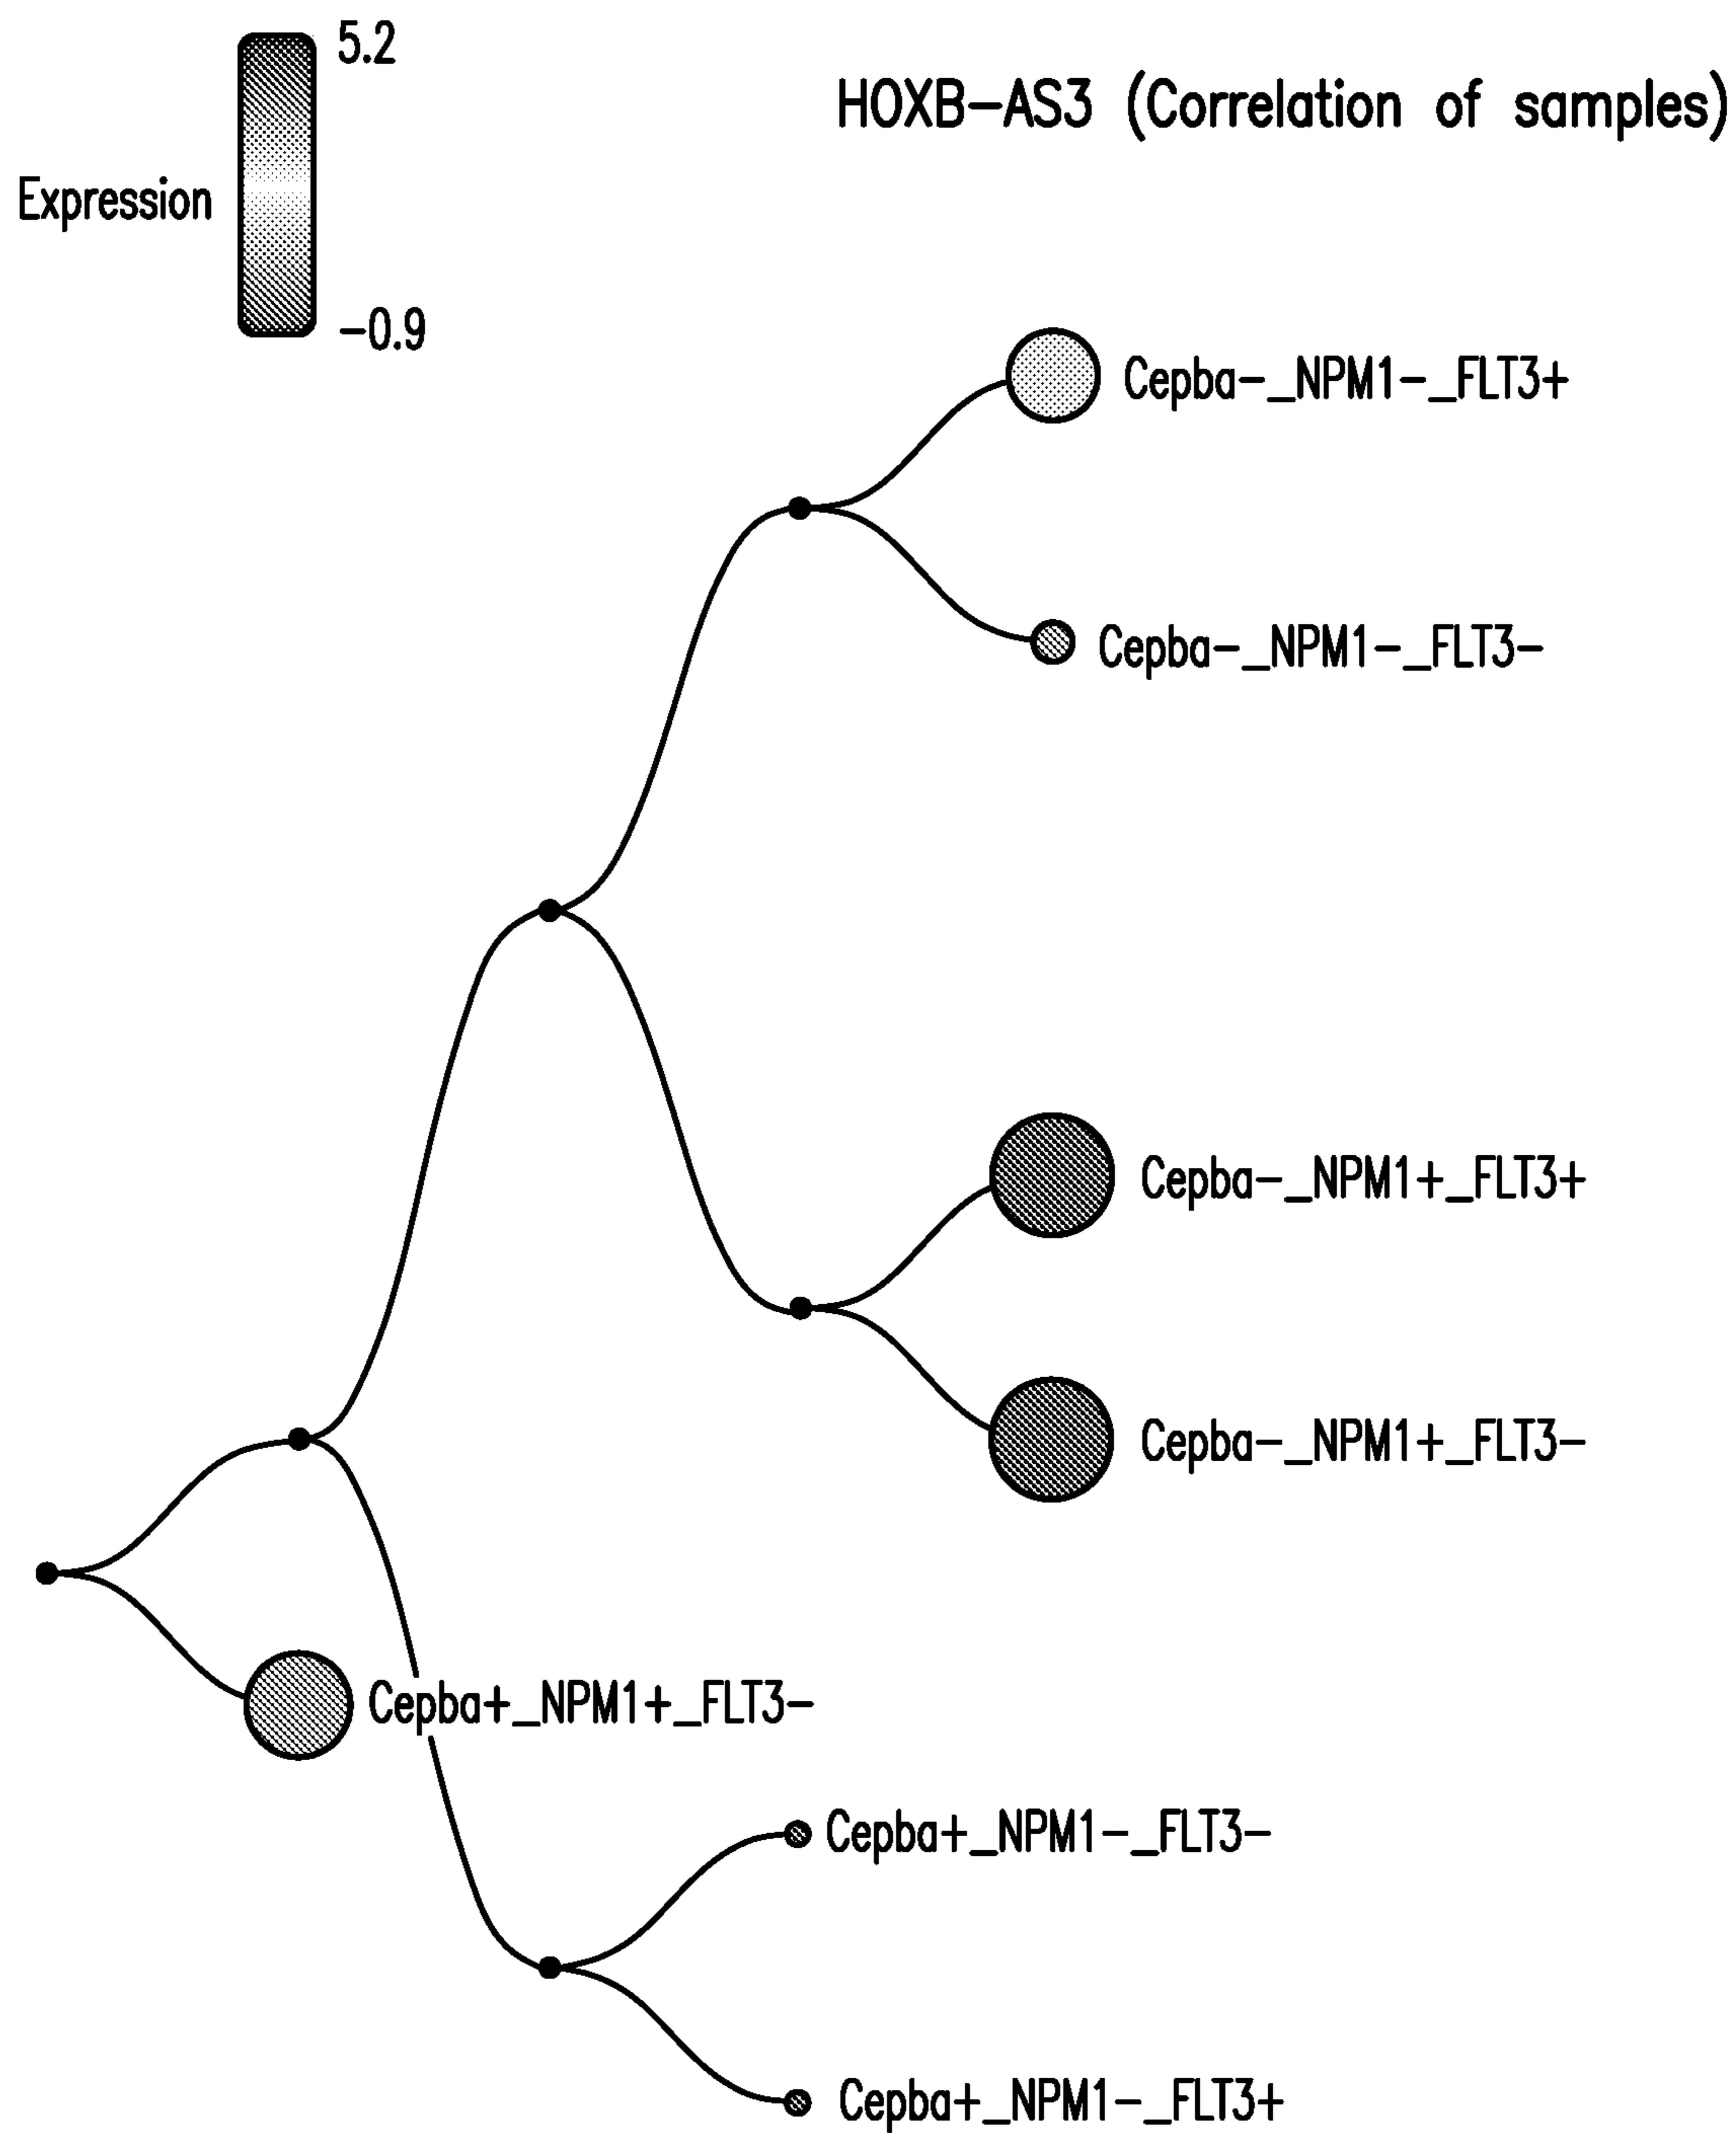 5.2
HOXB-AS3 (Correlation of samples)
Expression
-0.9
Cepba-_NPM1-_FLT3+
Cepba-_NPM1-_FLT3-
Cepba-_NPM1+_FLT3+
Cepba-_NPM1+_FLT3-
Cepba+_NPM1+_FLT3-
Cepba+_NPM1-_FLT3-
Cepba+_NPM1-_FLT3+